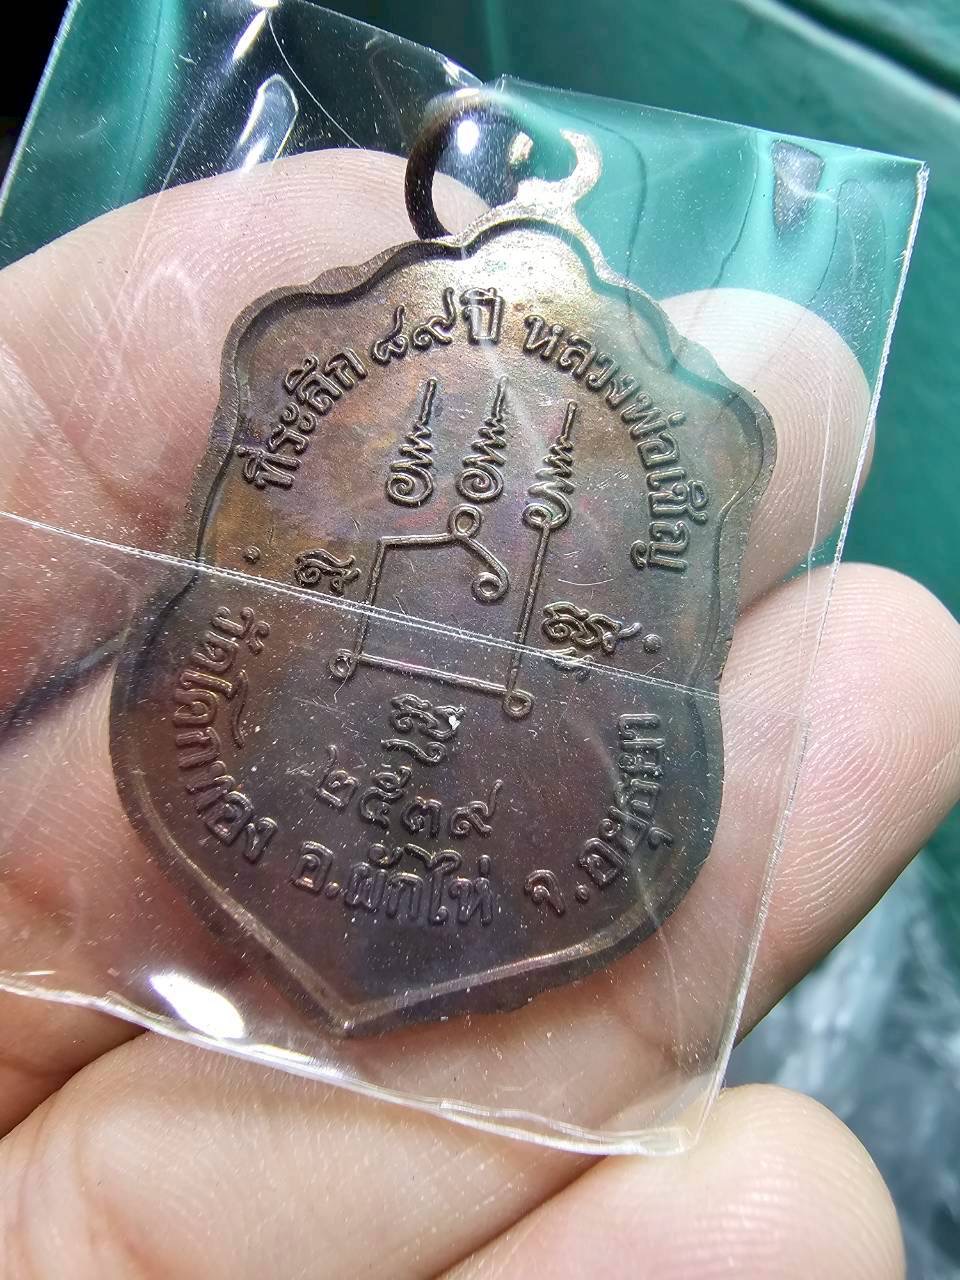 ที่ระลึก ๘๙ ปี หลวงพ่อเชิญ
๒๕๓๙
วัดโคกทอง อ.ผักไห่ จ.อยุธยา